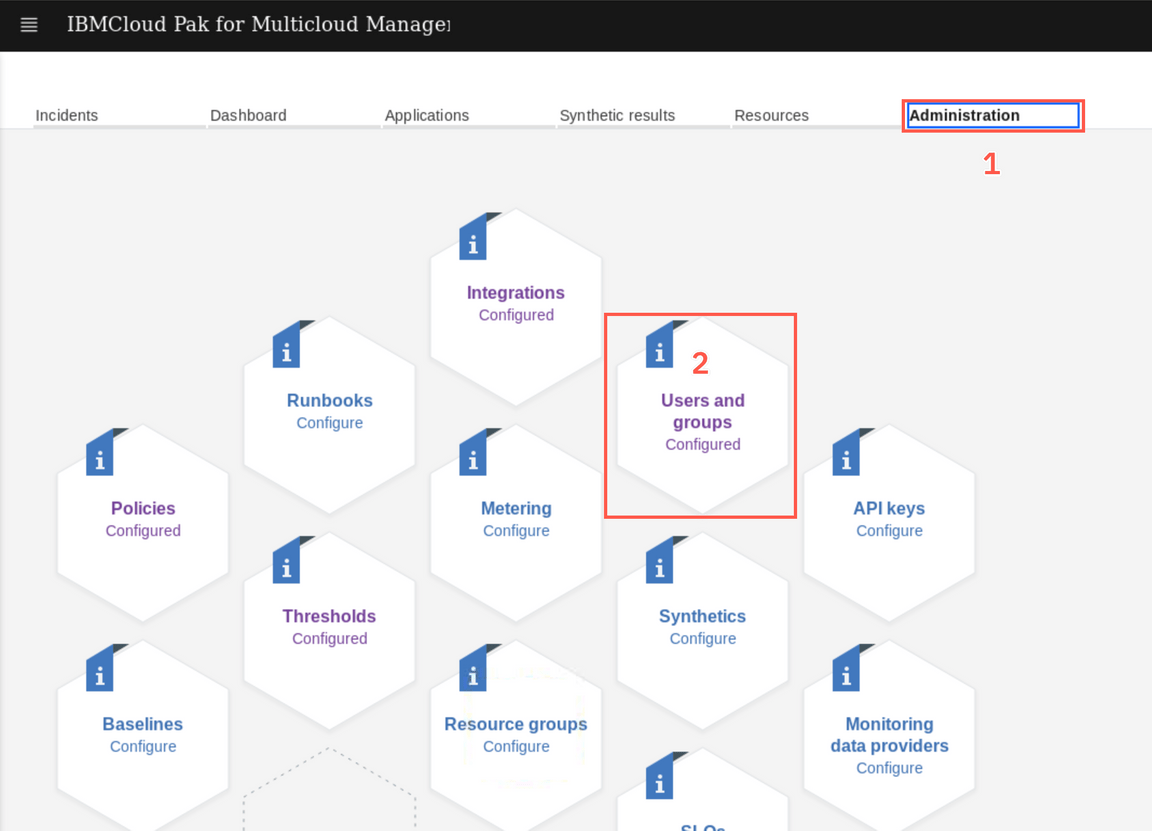 IBMCloud Pak for Multicloud Manage
Incidents
Dashboard
Applications
Synthetic results
Resources
Administration
1
i
Integrations
Configured
i
Runbooks
Configure
i
2
Users and
groups
Configured
i
Policies
Configured
i
Metering
Configure
i
API keys
Configure
i
Thresholds
Configured
i
Synthetics
Configure
i
Baselines
Configure
i
Resource groups
Configure
i
Monitoring
data providers
Configure
i
SLOs